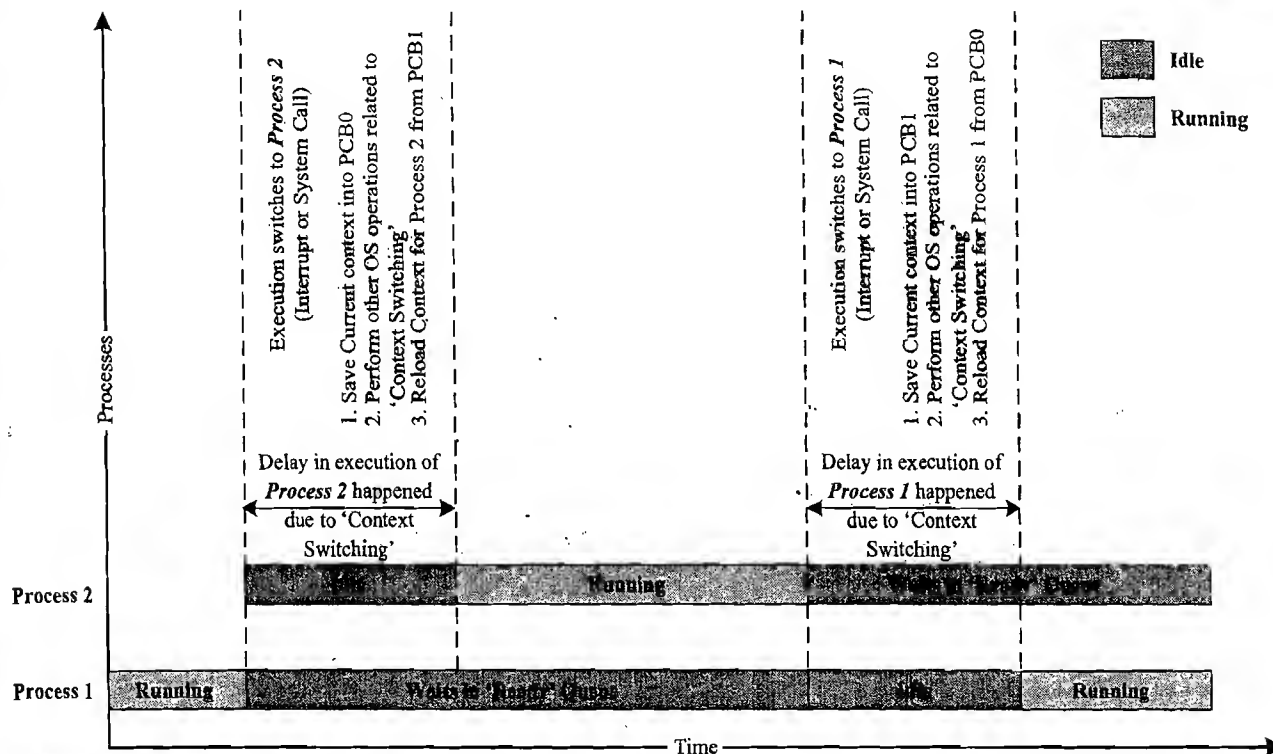 Processes
Execution switches to Process 2
(Interrupt or System Call)
1. Save Current context into PCB0
2. Perform other OS operations related to
'Context Switching'
3. Reload Context for Process 2 from PCB1
Execution switches to Process 1
(Interrupt or System Call)
1. Save Current context into PCB1
2. Perform other OS operations related to
'Context Switching'
3. Reload Context for Process 1 from PCB0
Idle
Running
Delay in execution of
Process 2 happened
due to 'Context
Switching'
Delay in execution of
Process 1 happened
due to 'Context
Switching'
Process 2
Idle
Running
Waits in 'Ready' Queue
Process 1
Running
Waits in 'Ready' Queue
Idle
Running
Time